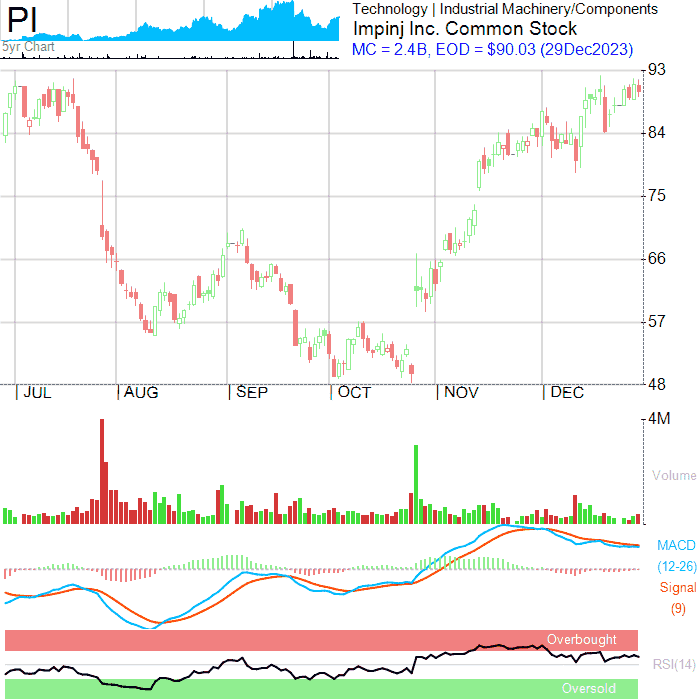 PI
5yr Chart
Technology | Industrial Machinery/Components
Impinj Inc. Common Stock
MC = 2.4B, EOD = $90.03 (29Dec2023)
93
84
75
66
57
48
JUL AUG SEP OCT NOV DEC
4M
Volume
MACD
(12-26)
Signal
(9)
Overbought
RSI(14)
Oversold